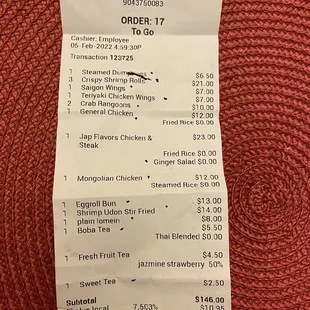 9043750083
ORDER: 17
To Go
Cashier: Employee
05-Feb-2022 4:59:30P
Transaction 123725
1 Steamed $6.50
3 Crispy Shrimp Rolls $21.00
1 Saigon Wings $7.00
1 Teriyaki Chicken Wings $7.00
2 Crab Rangoons $10.00
1 General Chicken $12.00
Fried Rice $0.00
1 Jap Flavors Chicken & $23.00
Steak
Fried Rice $0.00
Ginger Salad $0.00
1 Mongolian Chicken $12.00
Steamed Rice $0.00
1 Eggroll Bun $13.00
1 Shrimp Udon Stir Fried $14.00
1 plain lomein $8.00
1 Boba Tea $5.50
Thai Blended $0.00
1 Fresh Fruit Tea $4.50
jazmine strawberry 50%
1 Sweet Tea $2.50
Subtotal $146.00
local 7.503% $10.95